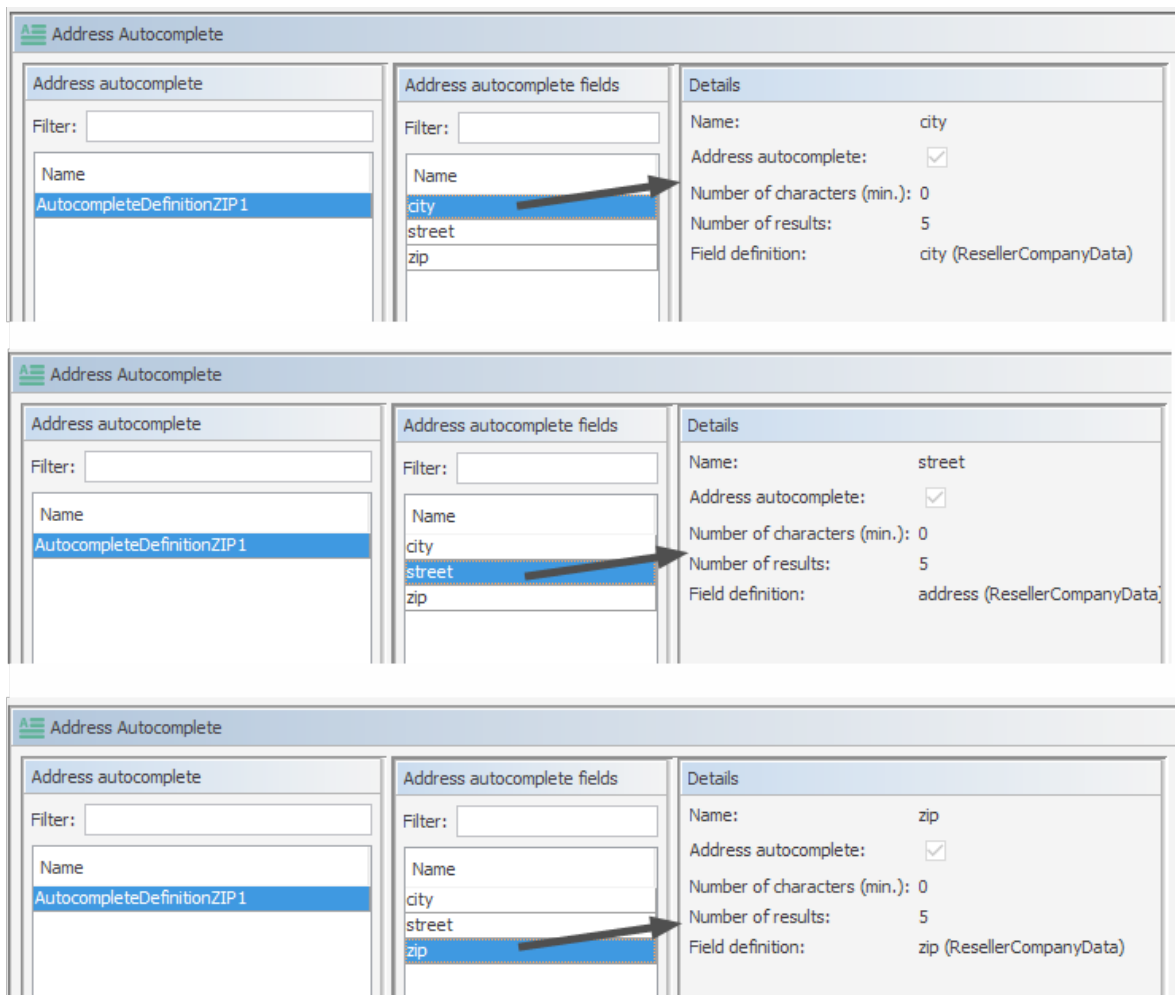 Address Autocomplete
Address autocomplete
Filter:
Name
AutocompleteDefinitionZIP1
Address autocomplete fields
Filter:
Name
city
street
zip
Details
Name: city
Address autocomplete:
Number of characters (min.): 0
Number of results: 5
Field definition: city (ResellerCompanyData)
Address Autocomplete
Address autocomplete
Filter:
Name
AutocompleteDefinitionZIP1
Address autocomplete fields
Filter:
Name
city
street
zip
Details
Name: street
Address autocomplete:
Number of characters (min.): 0
Number of results: 5
Field definition: address (ResellerCompanyData)
Address Autocomplete
Address autocomplete
Filter:
Name
AutocompleteDefinitionZIP1
Address autocomplete fields
Filter:
Name
city
street
zip
Details
Name: zip
Address autocomplete:
Number of characters (min.): 0
Number of results: 5
Field definition: zip (ResellerCompanyData)